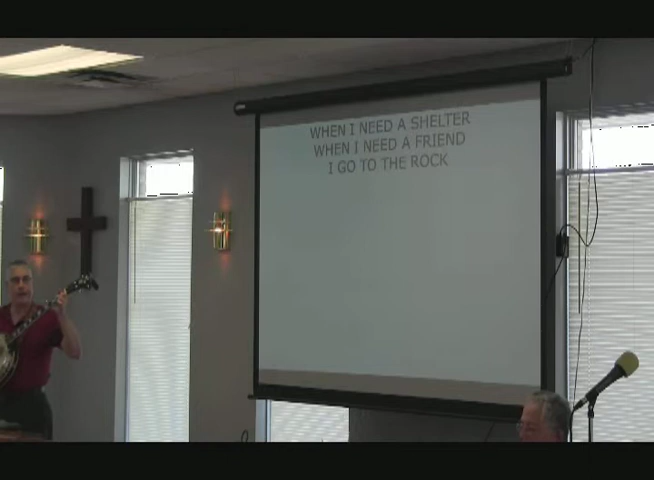 WHEN I NEED A SHELTER
WHEN I NEED A FRIEND
I GO TO THE ROCK